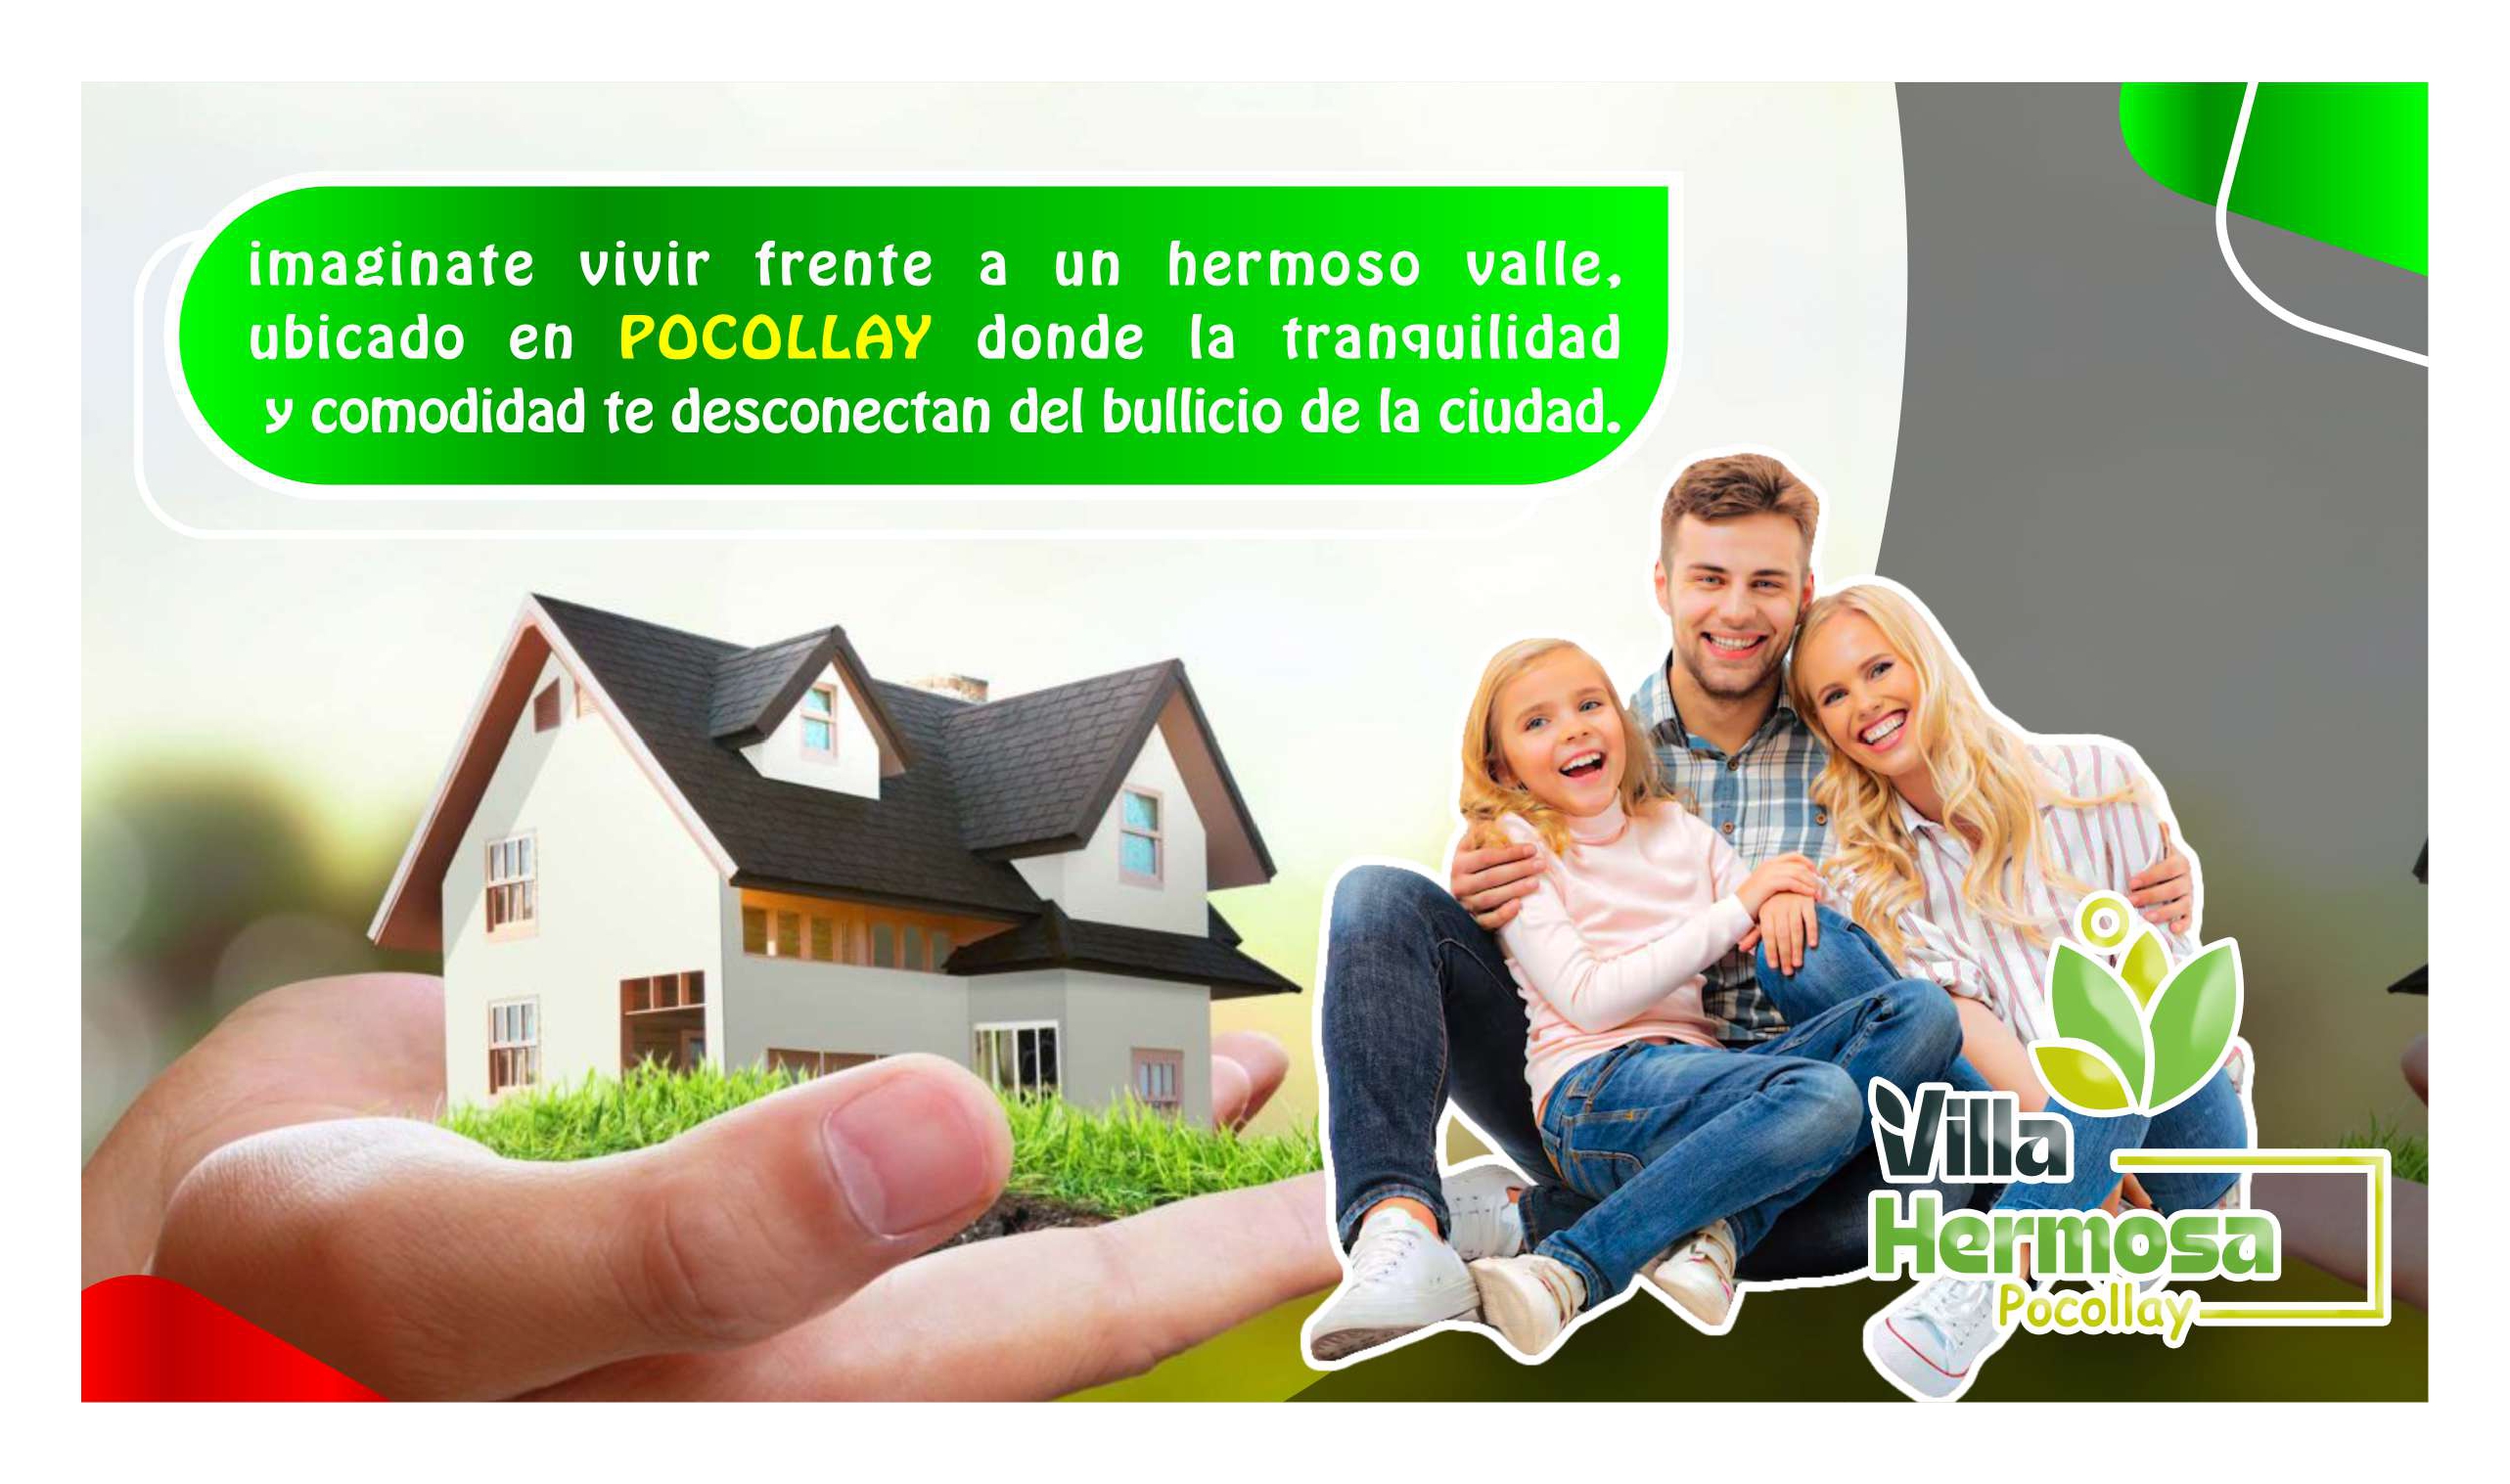 imaginate vivir frente a un hermoso valle,
ubicado en POCOLLAY donde la tranquilidad
y comodidad te desconectan del bullicio de la ciudad.
Villa
Hermosa
Pocollay